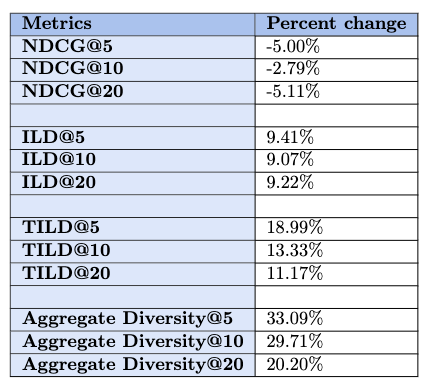 Metrics Percent change
NDCG@5 -5.00%
NDCG@10 -2.79%
NDCG@20 -5.11%
ILD@5 9.41%
ILD@10 9.07%
ILD@20 9.22%
TILD@5 18.99%
TILD@10 13.33%
TILD@20 11.17%
Aggregate Diversity@5 33.09%
Aggregate Diversity@10 29.71%
Aggregate Diversity@20 20.20%